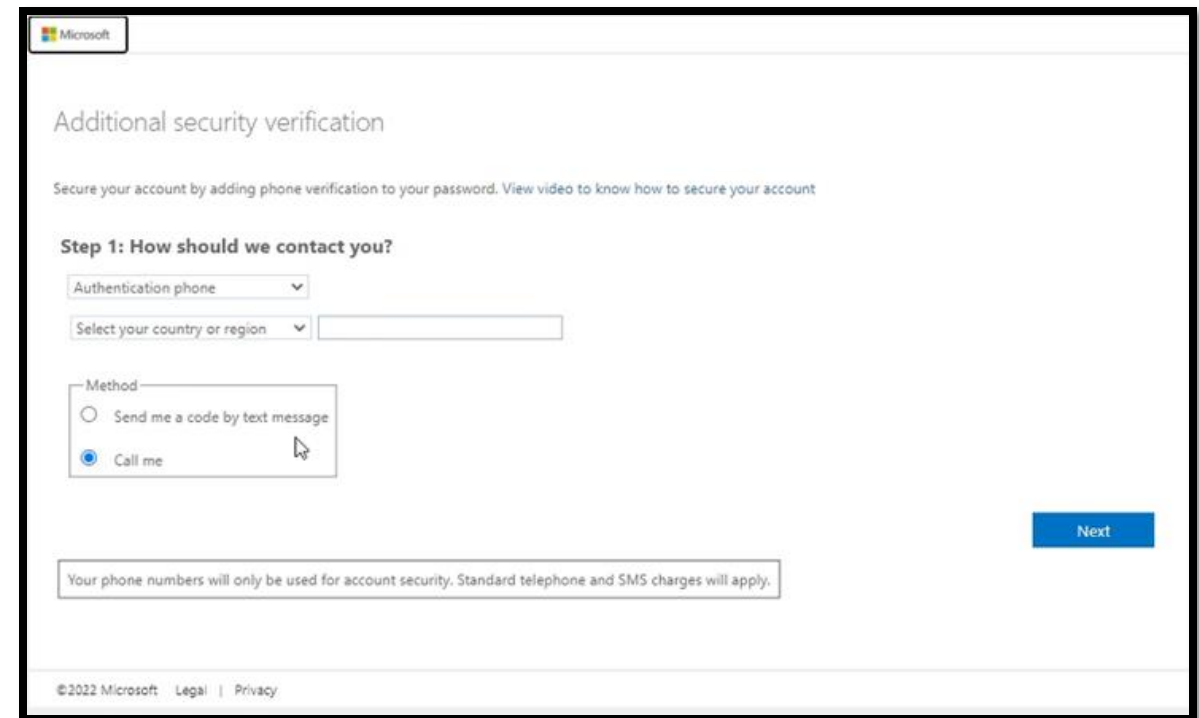 Microsoft
Additional security verification
Secure your account by adding phone verification to your password. View video to know how to secure your account
Step 1: How should we contact you?
Authentication phone
Select your country or region
Method
Send me a code by text message
Call me
Next
Your phone numbers will only be used for account security. Standard telephone and SMS charges will apply.
©2022 Microsoft Legal | Privacy